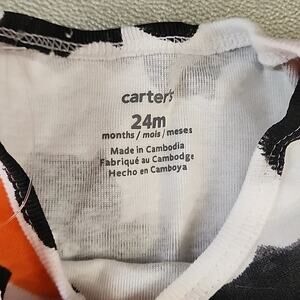 carter's
24m
months / mois / meses
Made in Cambodia
Fabriqué au Cambodge
Hecho en Camboya